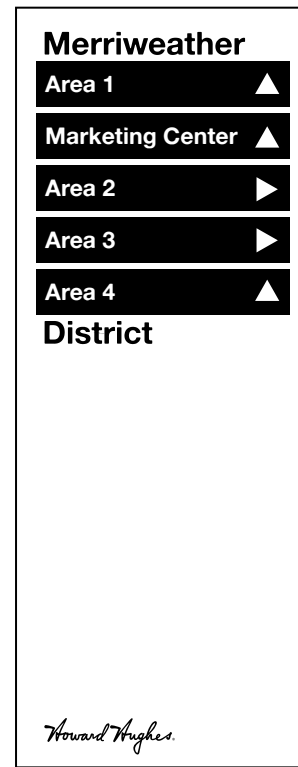 Merriweather
Area 1
Marketing Center
Area 2
Area 3
Area 4
District
Howard Hughes.